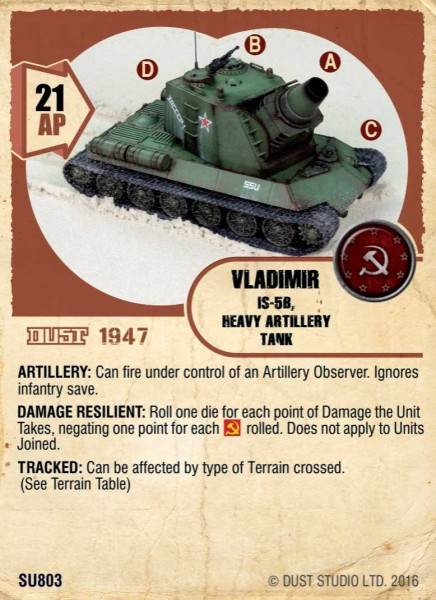 21
AP
B
A
D
C
SSU
VLADIMIR
IS-5B,
HEAVY ARTILLERY
TANK
DUST 1947
ARTILLERY: Can fire under control of an Artillery Observer. Ignores
infantry save.
DAMAGE RESILIENT: Roll one die for each point of Damage the Unit
Takes, negating one point for each rolled. Does not apply to Units
Joined.
TRACKED: Can be affected by type of Terrain crossed.
(See Terrain Table)
SU803
© DUST STUDIO LTD. 2016